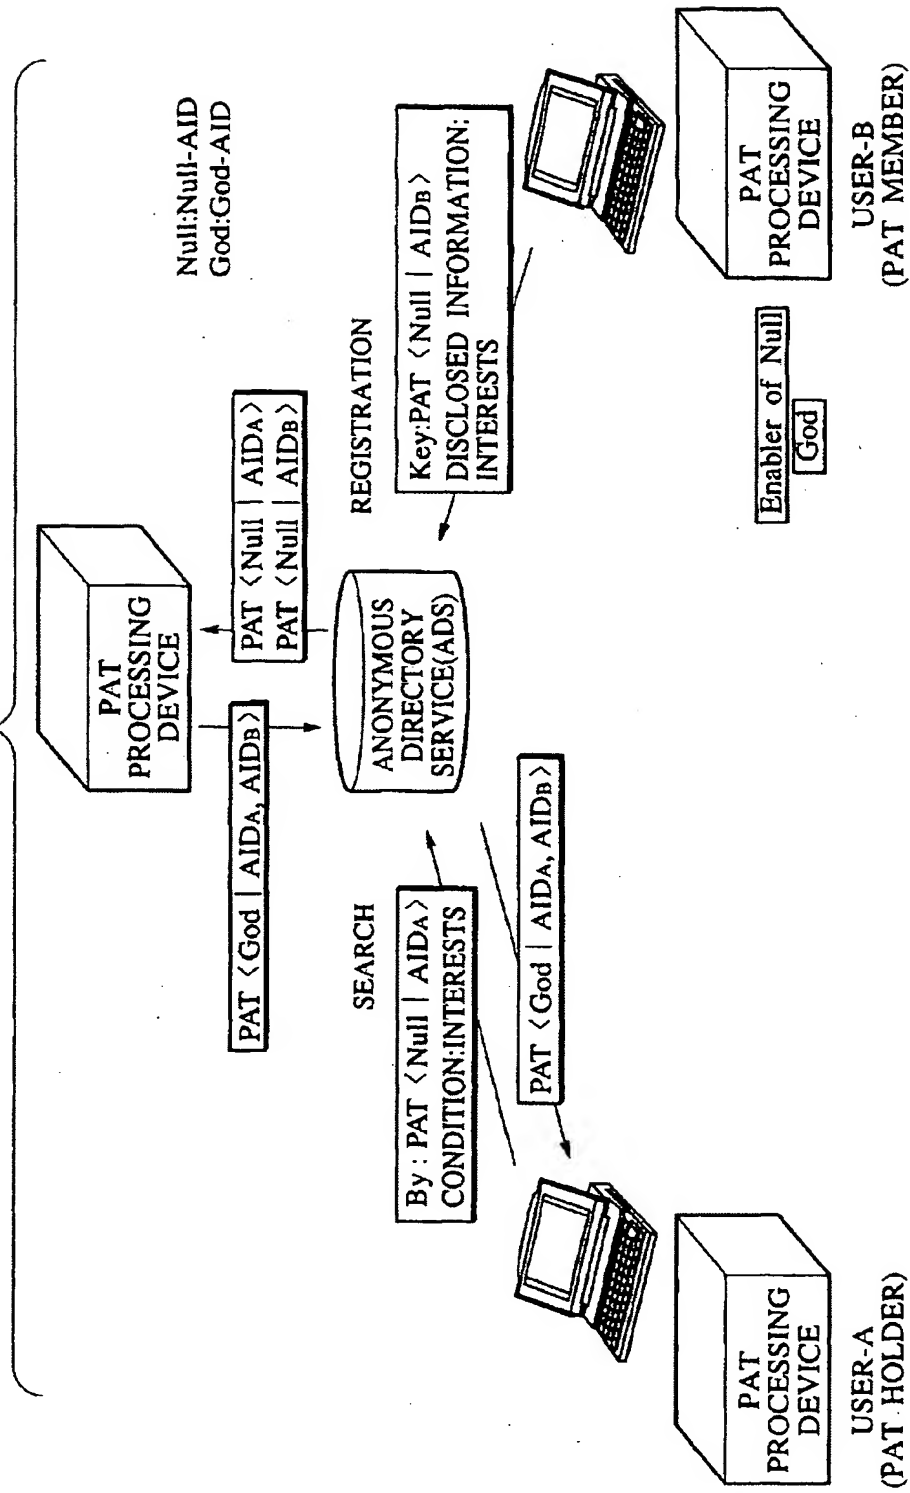 Null:Null-AID
God:God-AID
PAT
PROCESSING
DEVICE
PAT <God | AIDA, AIDB>
PAT <Null | AIDA>
PAT <Null | AIDB>
ANONYMOUS
DIRECTORY
SERVICE(ADS)
SEARCH
By : PAT <Null | AIDA>
CONDITION:INTERESTS
REGISTRATION
Key:PAT <Null | AIDB>
DISCLOSED INFORMATION:
INTERESTS
PAT <God | AIDA, AIDB>
PAT
PROCESSING
DEVICE
USER-A
(PAT HOLDER)
Enabler of Null
God
PAT
PROCESSING
DEVICE
USER-B
(PAT MEMBER)